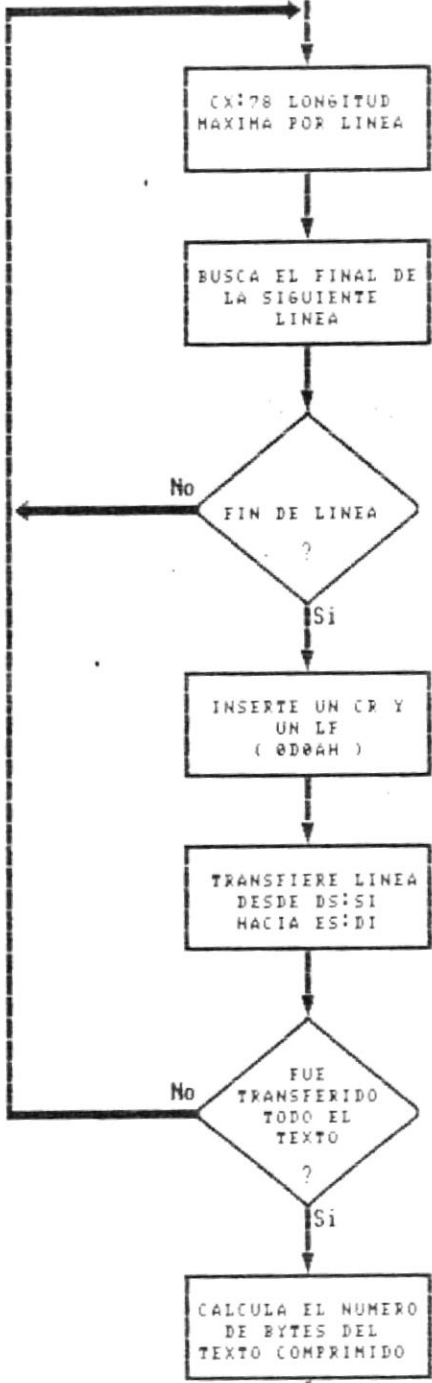 CX:78 LONGITUD
MAXIMA POR LINEA
BUSCA EL FINAL DE
LA SIGUIENTE
LINEA
No
FIN DE LINEA
?
Si
INSERTE UN CR Y
UN LF
( 0D0AH )
TRANSFIERE LINEA
DESDE DS:SI
HACIA ES:DI
No
FUE
TRANSFERIDO
TODO EL
TEXTO
?
Si
CALCULA EL NUMERO
DE BYTES DEL
TEXTO COMPRIMIDO